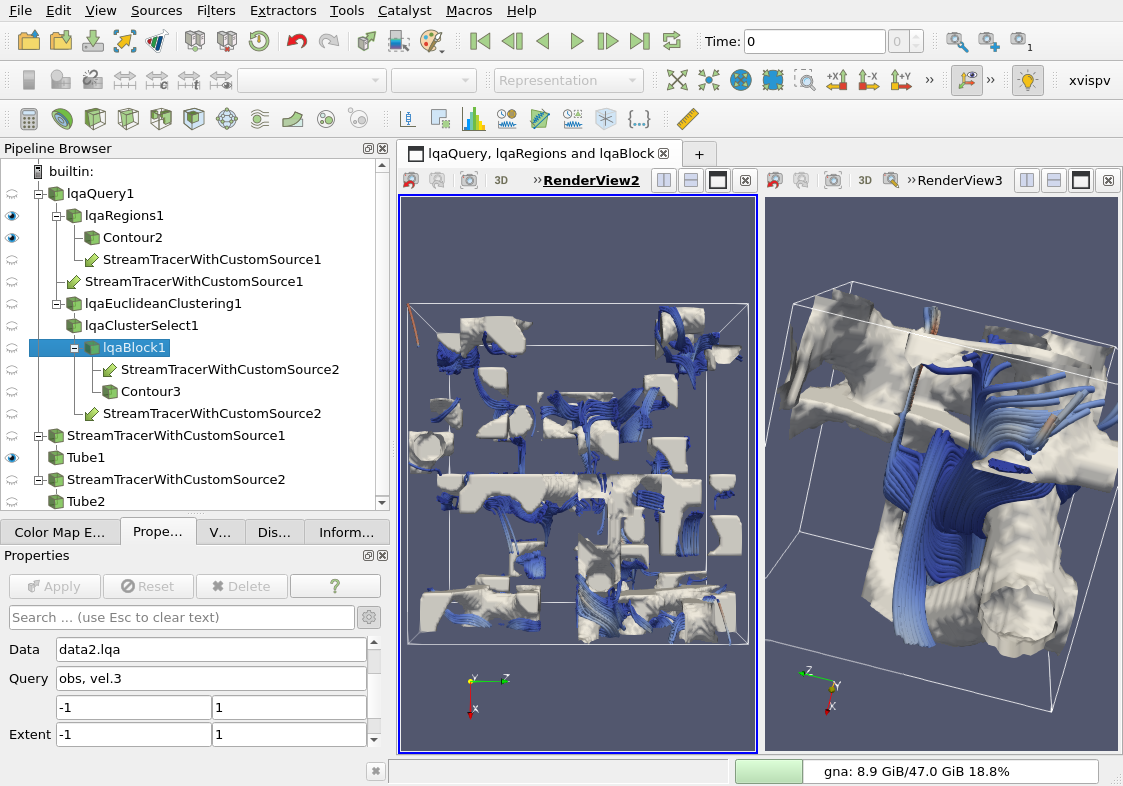 File Edit View Sources Filters Extractors Tools Catalyst Macros Help
Time: 0 0 1
Representation +X -X +Y » » xvispv
Pipeline Browser
lqaQuery, lqaRegions and lqaBlock +
builtin:
lqaQuery1
lqaRegions1
Contour2
StreamTracerWithCustomSource1
StreamTracerWithCustomSource1
lqaEuclideanClustering1
lqaClusterSelect1
lqaBlock1
StreamTracerWithCustomSource2
Contour3
StreamTracerWithCustomSource2
StreamTracerWithCustomSource1
Tube1
StreamTracerWithCustomSource2
Tube2
3D » RenderView2
3D » RenderView3
Color Map E... Prope... V... Dis... Inform...
Properties
Apply Reset Delete ?
Search ... (use Esc to clear text)
Data data2.lqa
Query obs, vel.3
-1 1
Extent -1 1
Y Z
X
Z
Y
X
gna: 8.9 GiB/47.0 GiB 18.8%